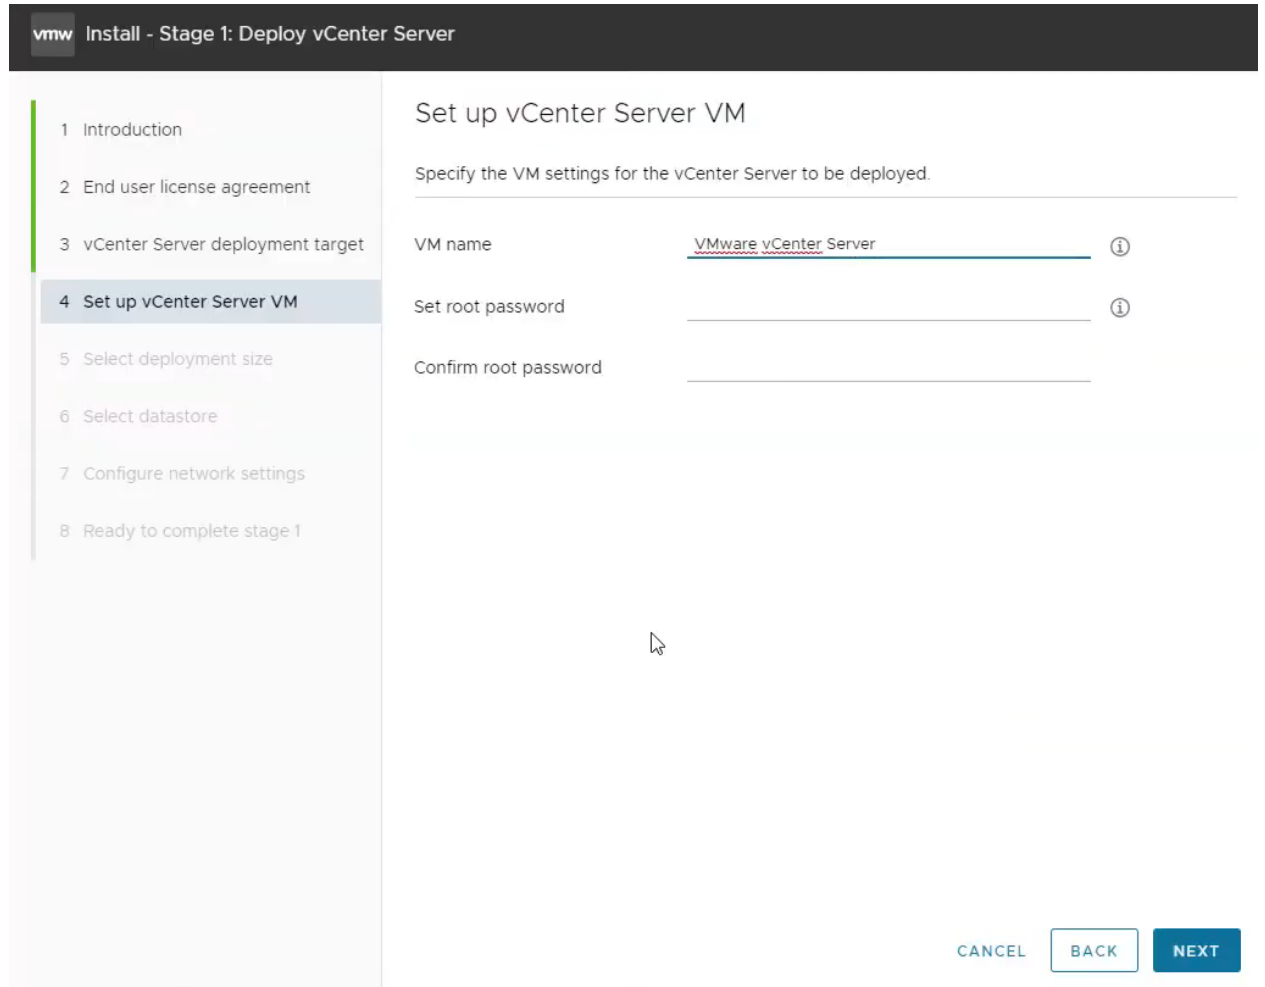 vmw Install - Stage 1: Deploy vCenter Server
1 Introduction
2 End user license agreement
3 vCenter Server deployment target
4 Set up vCenter Server VM
5 Select deployment size
6 Select datastore
7 Configure network settings
8 Ready to complete stage 1
Set up vCenter Server VM
Specify the VM settings for the vCenter Server to be deployed.
VM name VMware vCenter Server
Set root password
Confirm root password
CANCEL BACK NEXT